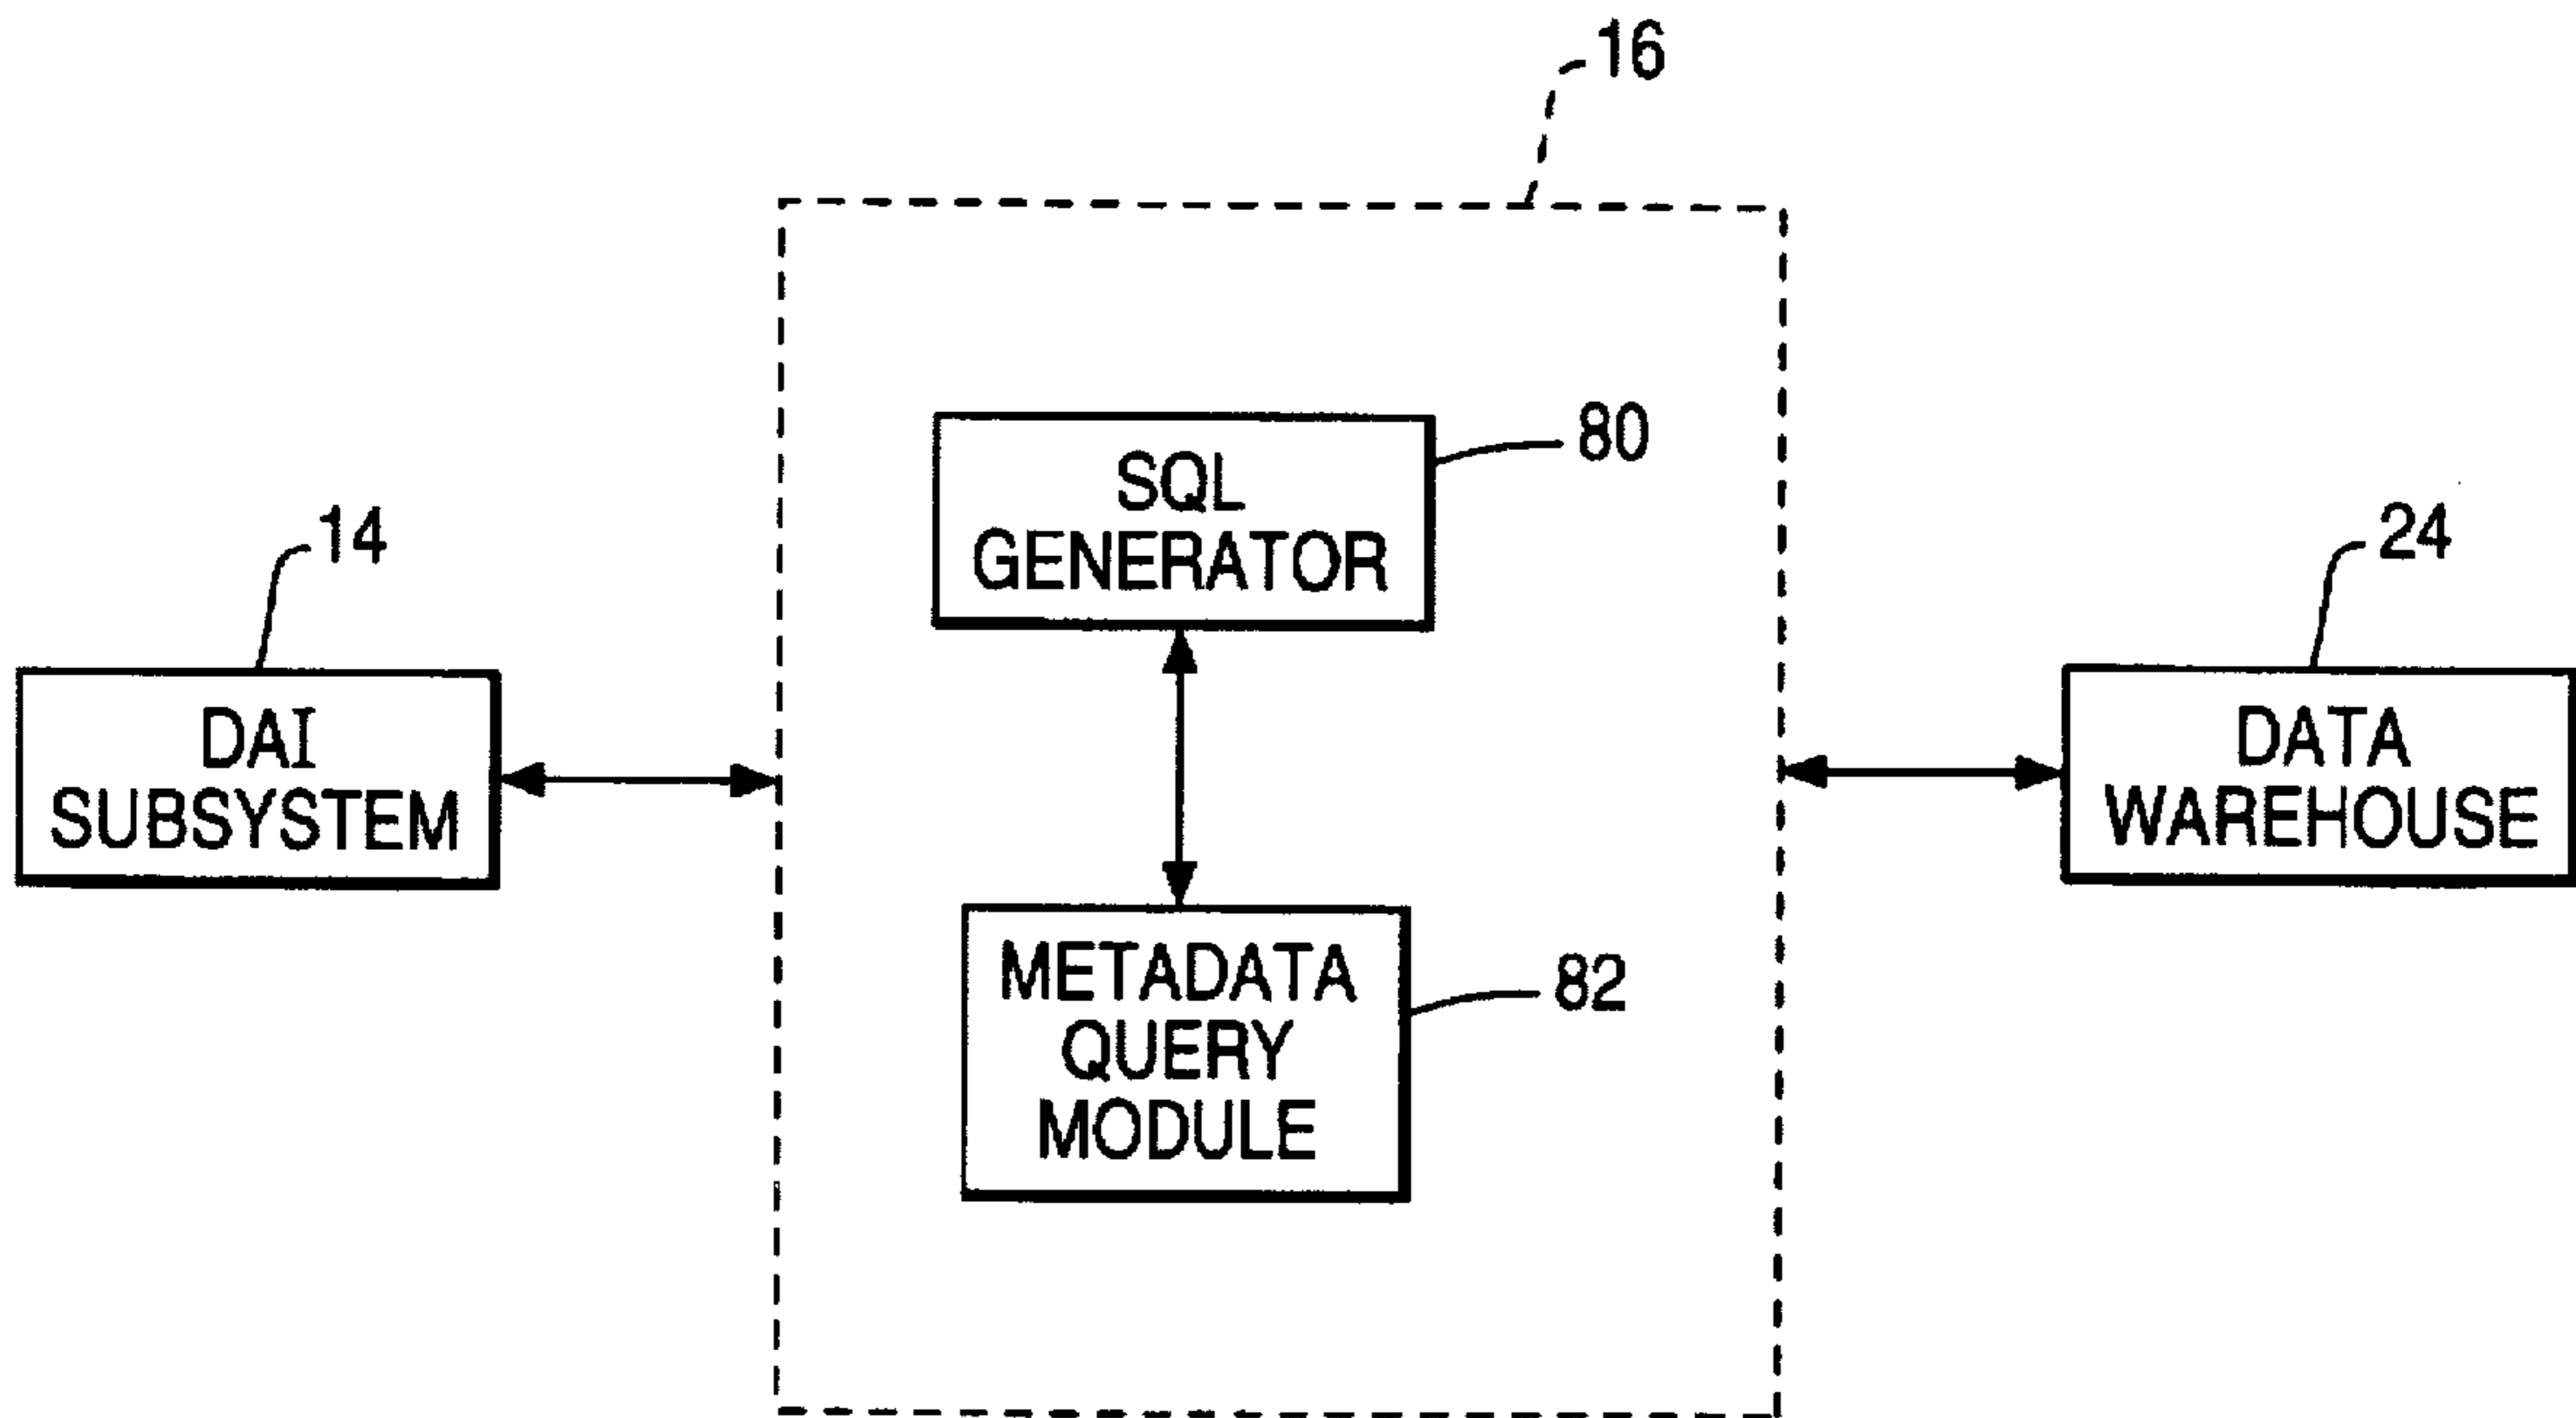 16
80
SQL
GENERATOR
14
24
DAI
SUBSYSTEM
DATA
WAREHOUSE
82
METADATA
QUERY
MODULE